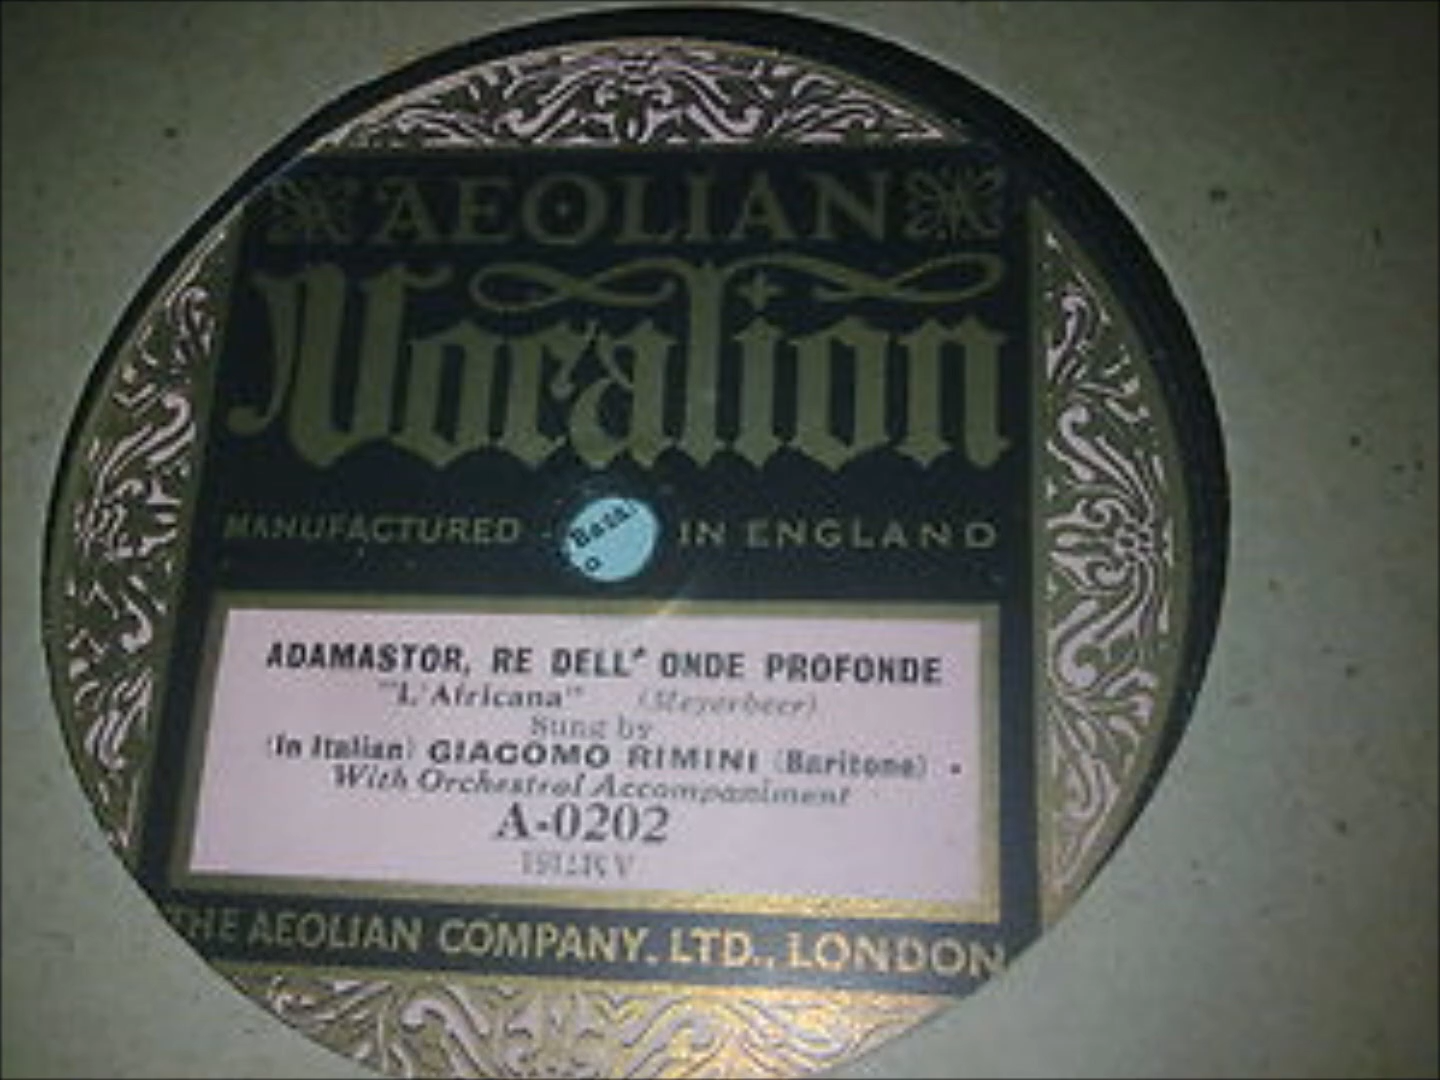 AEOLIAN
Vocalion
MANUFACTURED IN ENGLAND
ADAMASTOR, RE DELL' ONDE PROFONDE
"L'Africana" (Meyerbeer)
Sung by
(In Italian) GIACOMO RIMINI (Baritone)
With Orchestral Accompaniment
A-0202
THE AEOLIAN COMPANY. LTD., LONDON